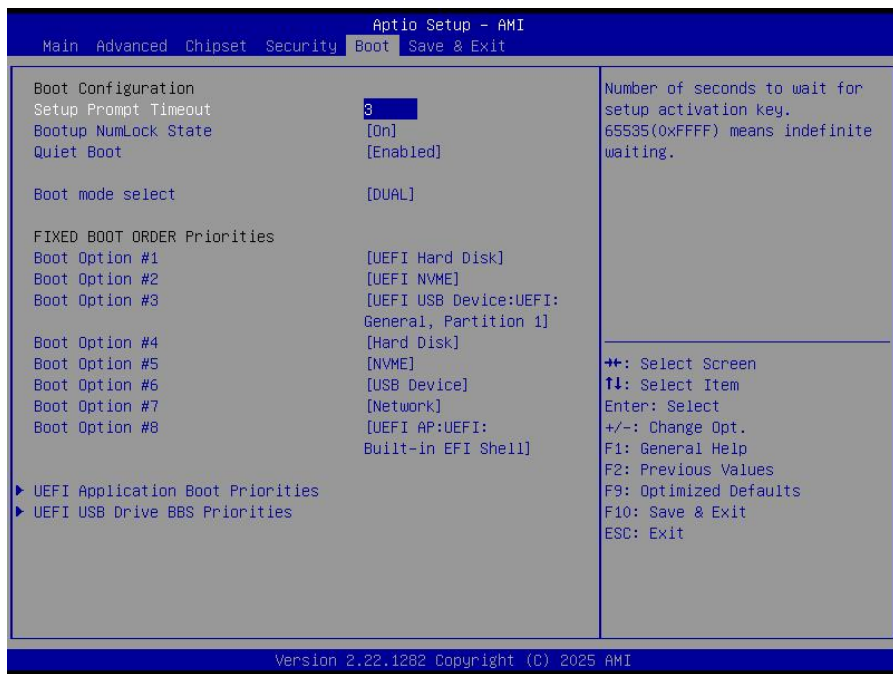 Aptio Setup – AMI
Main Advanced Chipset Security Boot Save & Exit
Boot Configuration
Setup Prompt Timeout 3
Bootup NumLock State [On]
Quiet Boot [Enabled]
Boot mode select [DUAL]
FIXED BOOT ORDER Priorities
Boot Option #1 [UEFI Hard Disk]
Boot Option #2 [UEFI NVME]
Boot Option #3 [UEFI USB Device:UEFI:
General, Partition 1]
Boot Option #4 [Hard Disk]
Boot Option #5 [NVME]
Boot Option #6 [USB Device]
Boot Option #7 [Network]
Boot Option #8 [UEFI AP:UEFI:
Built-in EFI Shell]
▶ UEFI Application Boot Priorities
▶ UEFI USB Drive BBS Priorities
Number of seconds to wait for
setup activation key.
65535(0xFFFF) means indefinite
waiting.
→←: Select Screen
↑↓: Select Item
Enter: Select
+/-: Change Opt.
F1: General Help
F2: Previous Values
F9: Optimized Defaults
F10: Save & Exit
ESC: Exit
Version 2.22.1282 Copyright (C) 2025 AMI